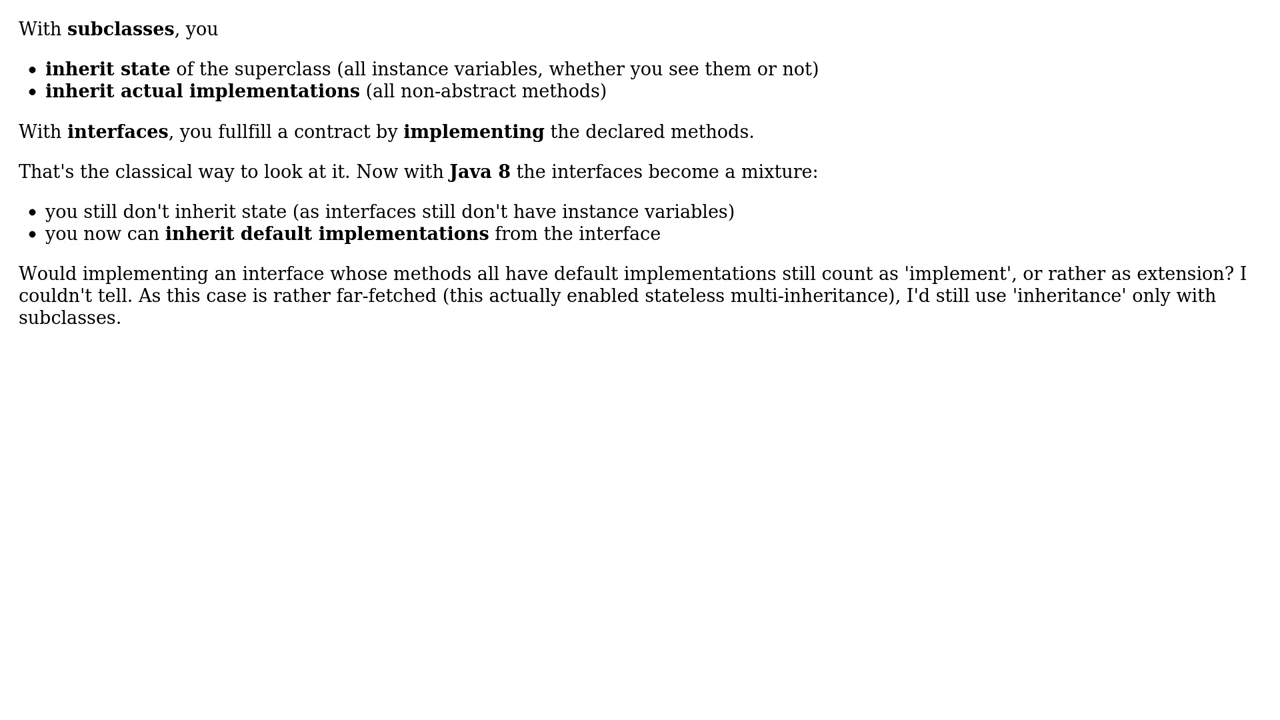 With subclasses, you
• inherit state of the superclass (all instance variables, whether you see them or not)
• inherit actual implementations (all non-abstract methods)
With interfaces, you fullfill a contract by implementing the declared methods.
That's the classical way to look at it. Now with Java 8 the interfaces become a mixture:
• you still don't inherit state (as interfaces still don't have instance variables)
• you now can inherit default implementations from the interface
Would implementing an interface whose methods all have default implementations still count as 'implement', or rather as extension? I
couldn't tell. As this case is rather far-fetched (this actually enabled stateless multi-inheritance), I'd still use 'inheritance' only with
subclasses.